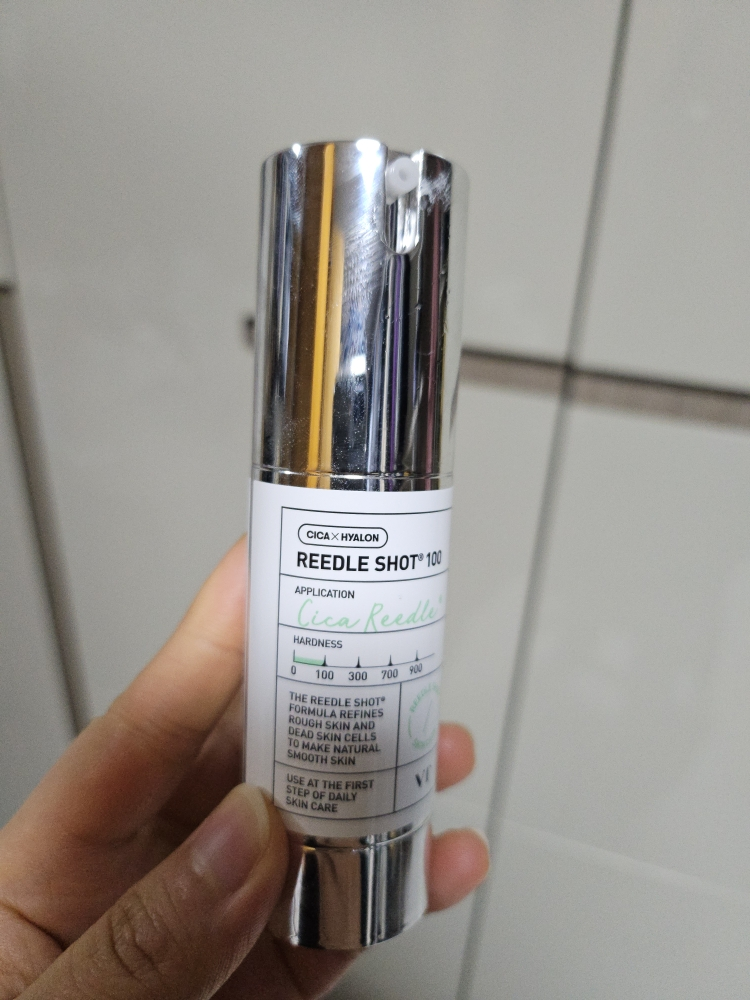 CICA×HYALON
REEDLE SHOT® 100
APPLICATION
Cica Reedle
HARDNESS
0 100 300 700 900
THE REEDLE SHOT®
FORMULA REFINES
ROUGH SKIN AND
DEAD SKIN CELLS
TO MAKE NATURAL
SMOOTH SKIN
USE AT THE FIRST
STEP OF DAILY
SKIN CARE